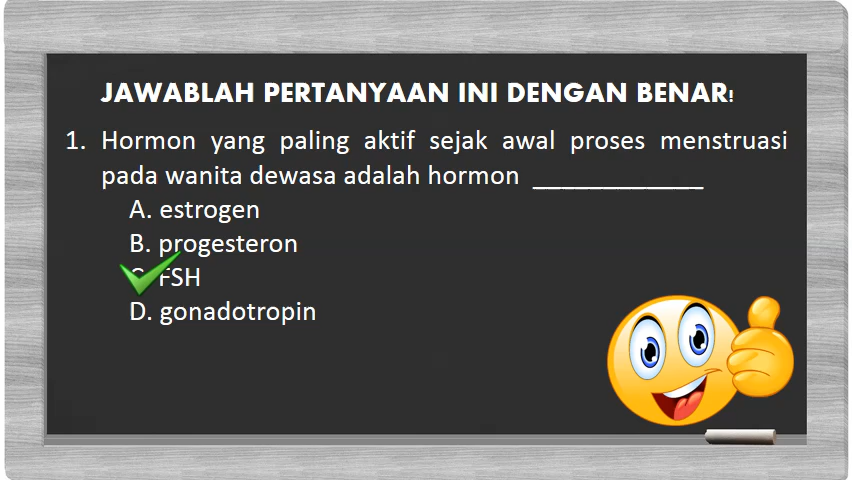 JAWABLAH PERTANYAAN INI DENGAN BENAR!
1. Hormon yang paling aktif sejak awal proses menstruasi
pada wanita dewasa adalah hormon ____________
A. estrogen
B. progesteron
C. FSH
D. gonadotropin